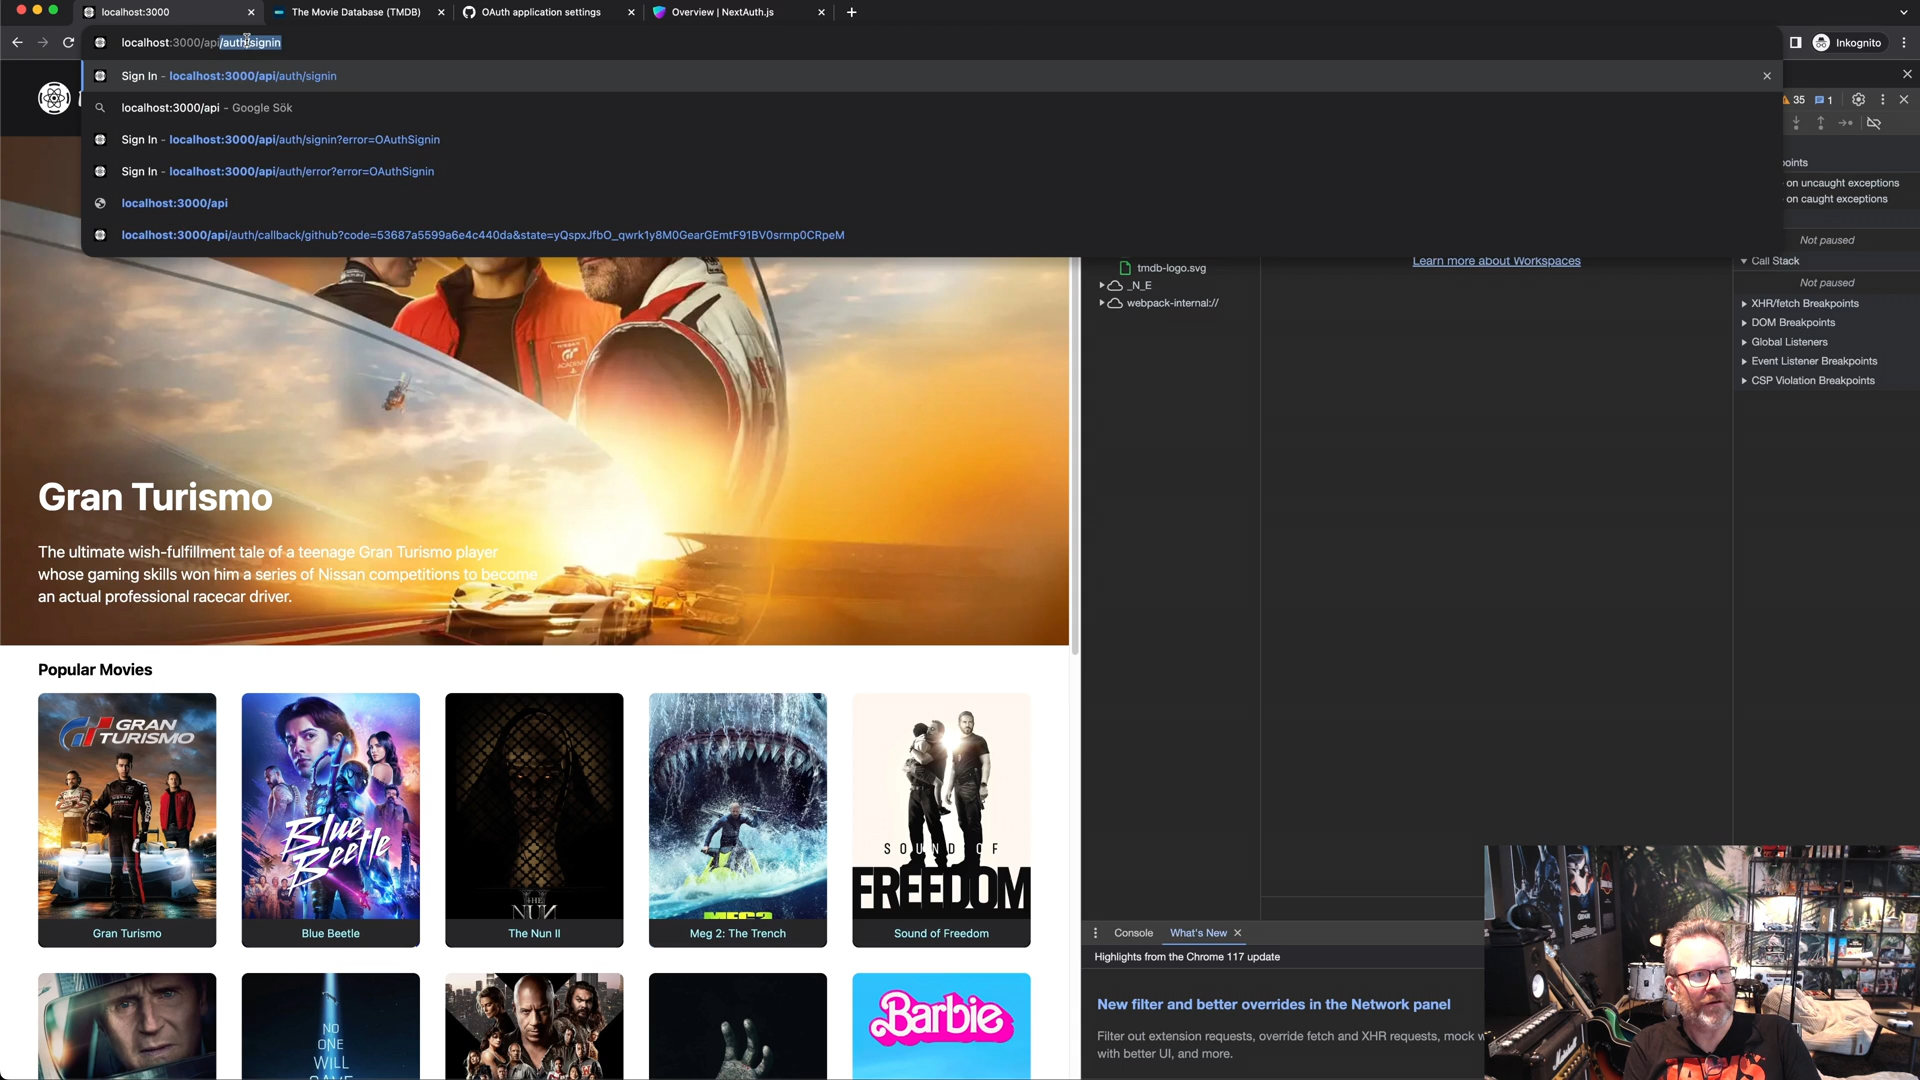 localhost:3000
The Movie Database (TMDB)
OAuth application settings
Overview | NextAuth.js
localhost:3000/api/auth/signin
Inkognito
Sign In - localhost:3000/api/auth/signin
localhost:3000/api - Google Sök
Sign In - localhost:3000/api/auth/signin?error=OAuthSignin
Sign In - localhost:3000/api/auth/error?error=OAuthSignin
localhost:3000/api
localhost:3000/api/auth/callback/github?code=53687a5599a6e4c440da&state=yQspxJfbO_qwrk1y8M0GearGEmtF91BV0srmp0CRpeM
35
1
on uncaught exceptions
on caught exceptions
Not paused
Call Stack
Not paused
XHR/fetch Breakpoints
DOM Breakpoints
Global Listeners
Event Listener Breakpoints
CSP Violation Breakpoints
tmdb-logo.svg
_N_E
webpack-internal://
Learn more about Workspaces
Gran Turismo
The ultimate wish-fulfillment tale of a teenage Gran Turismo player
whose gaming skills won him a series of Nissan competitions to become
an actual professional racecar driver.
Popular Movies
GRAN
TURISMO
Blue
Beetle
THE
NUN
MEG2
SOUND OF
FREEDOM
Gran Turismo
Blue Beetle
The Nun II
Meg 2: The Trench
Sound of Freedom
NO
ONE
WILL
SAVE
Barbie
Console
What's New
Highlights from the Chrome 117 update
New filter and better overrides in the Network panel
Filter out extension requests, override fetch and XHR requests, mock
with better UI, and more.
JAWS